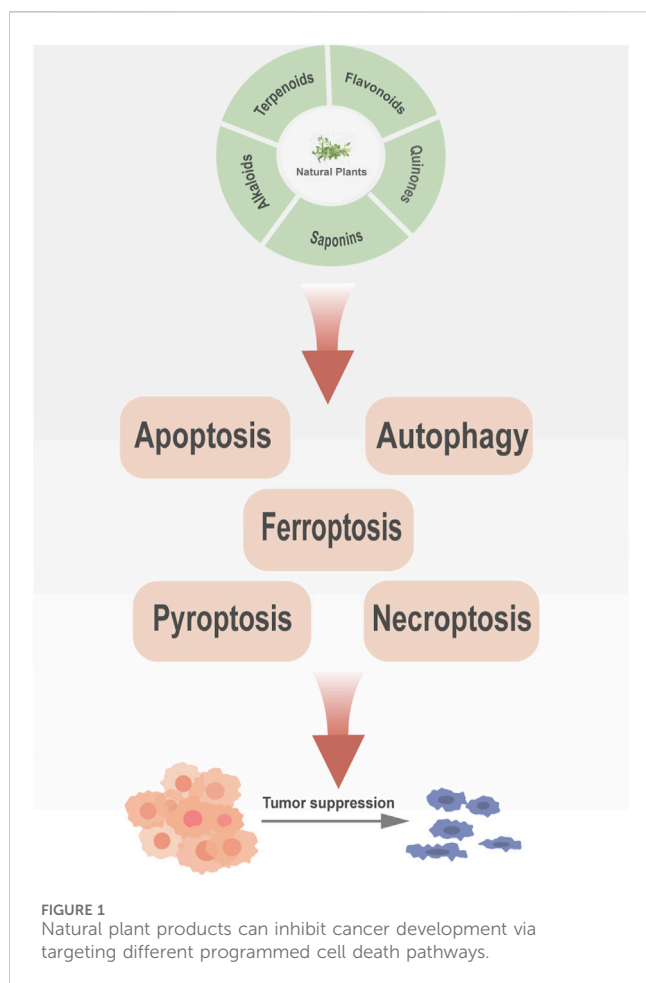 Terpenoids
Flavonoids
Alkaloids
Natural Plants
Quinones
Saponins
Apoptosis
Autophagy
Ferroptosis
Pyroptosis
Necroptosis
Tumor suppression
FIGURE 1
Natural plant products can inhibit cancer development via
targeting different programmed cell death pathways.